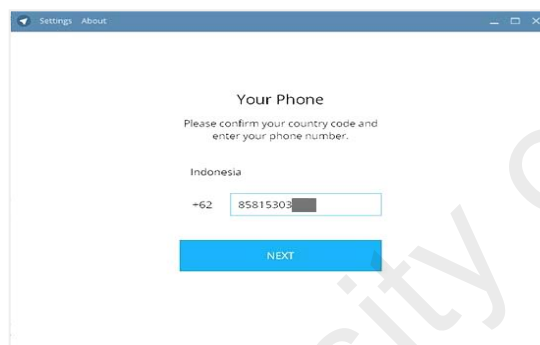 Settings About
Your Phone
Please confirm your country code and
enter your phone number.
Indonesia
+62 85815303
NEXT